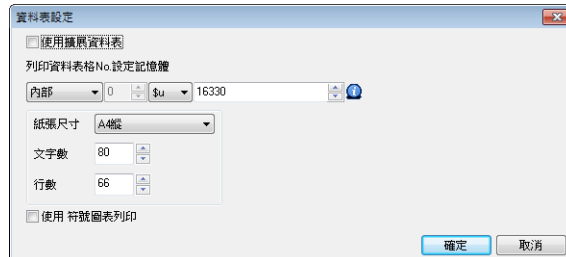 資料表設定
使用擴展資料表
列印資料表格No.設定記憶體
內部 0 $u 16330
紙張尺寸 A4縱
文字數 80
行數 66
使用 符號圖表列印
確定 取消